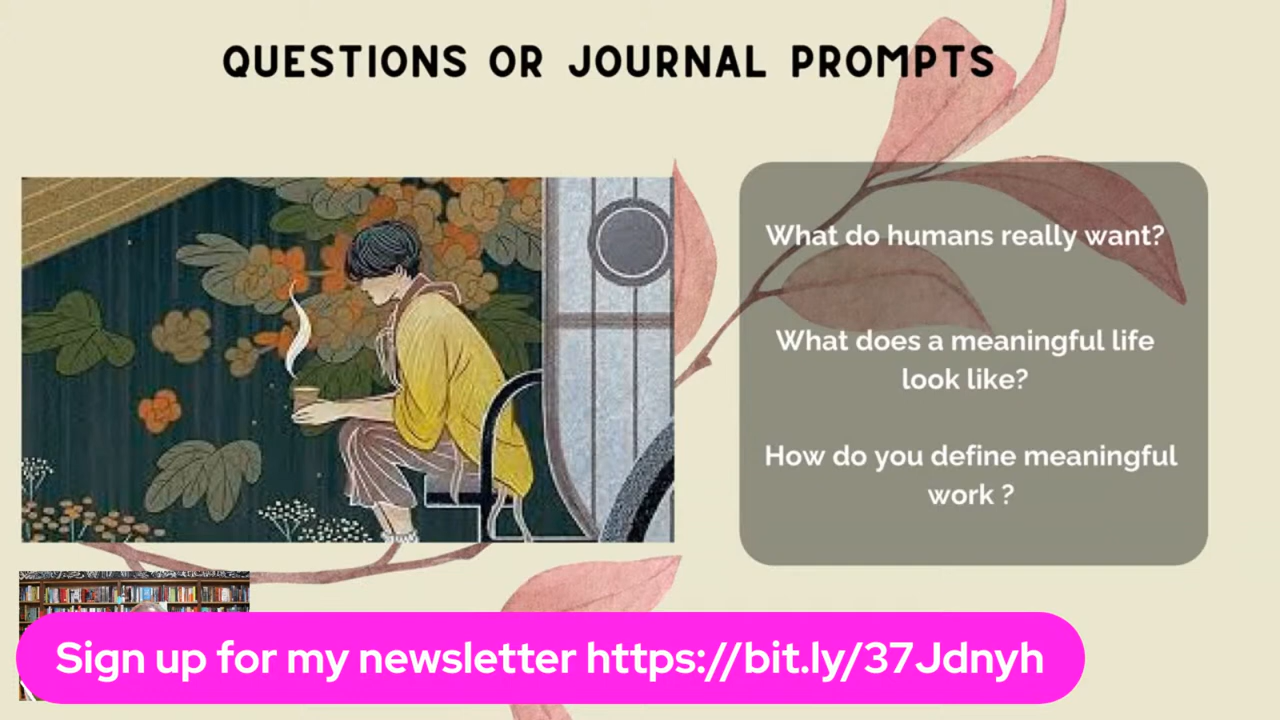 QUESTIONS OR JOURNAL PROMPTS
What do humans really want?
What does a meaningful life
look like?
How do you define meaningful
work ?
Sign up for my newsletter https://bit.ly/37Jdnyh